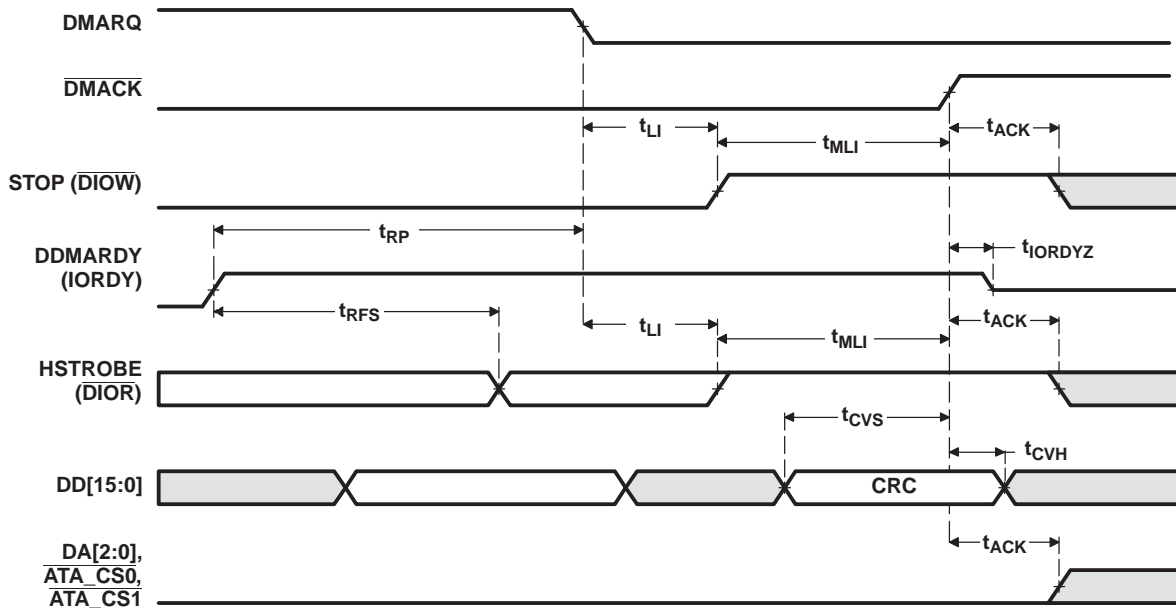 DMARQ
DMACK
tLI
tACK
tMLI
STOP (DIOW)
tRP
DDMARDY
(IORDY)
tIORDYZ
tRFS
tLI
tACK
tMLI
HSTROBE
(DIOR)
tCVS
tCVH
DD[15:0]
CRC
DA[2:0],
ATA_CS0,
ATA_CS1
tACK